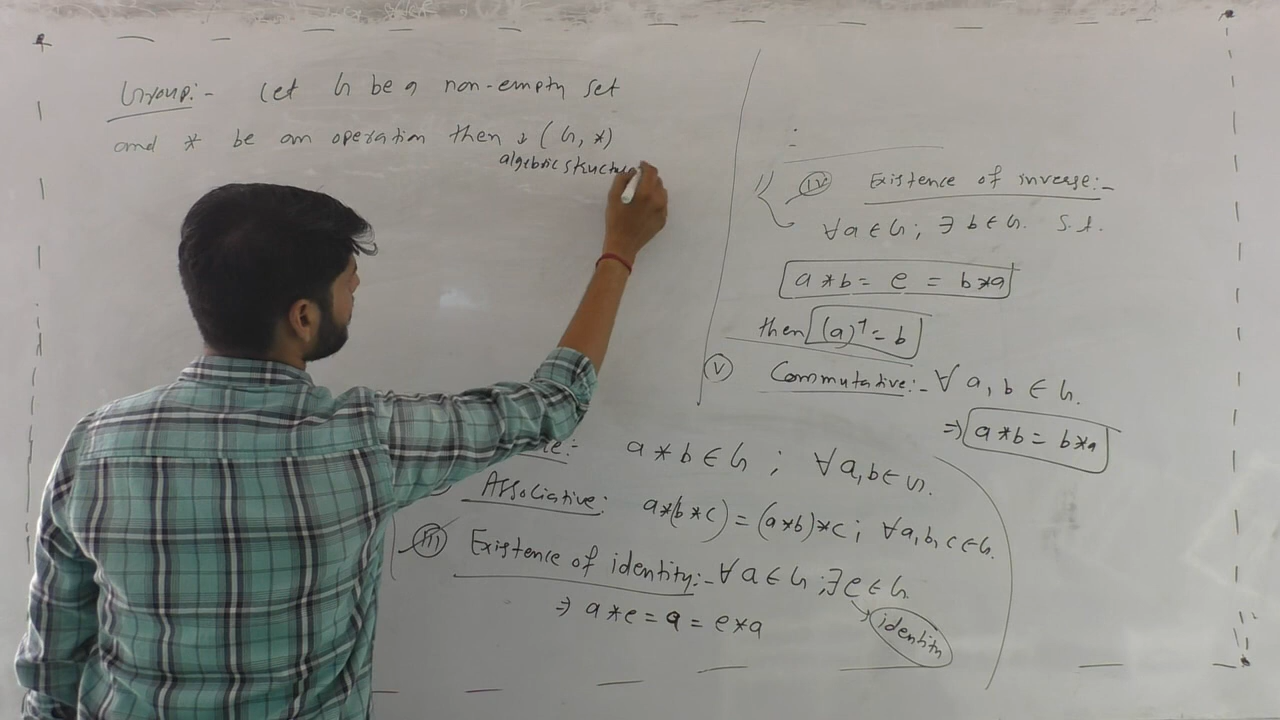 Group:- Let G be a non-empty set
and * be an operation then (G, *)
algebric structure
(iv) Existence of inverse:-
∀ a ∈ G; ∃ b ∈ G. s.t.
a * b = e = b * a
then (a)⁻¹ = b
(v) Commutative:- ∀ a, b ∈ G.
⇒ a * b = b * a
a * b ∈ G ; ∀ a, b ∈ G.
Associative: a*(b*c) = (a*b)*c ; ∀ a, b, c ∈ G.
(iii) Existence of identity:- ∀ a ∈ G ; ∃ e ∈ G.
⇒ a * e = a = e * a
identity